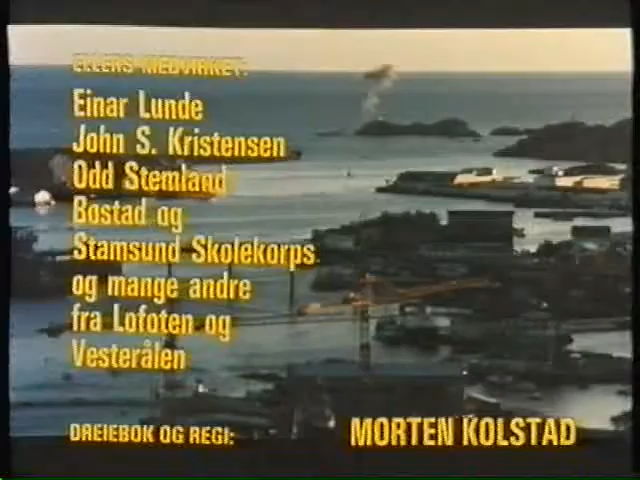 ELLERS MEDVIRKET:
Einar Lunde
John S. Kristensen
Odd Stemland
Bøstad og
Stamsund Skolekorps
og mange andre
fra Lofoten og
Vesterålen
DREIEBOK OG REGI: MORTEN KOLSTAD